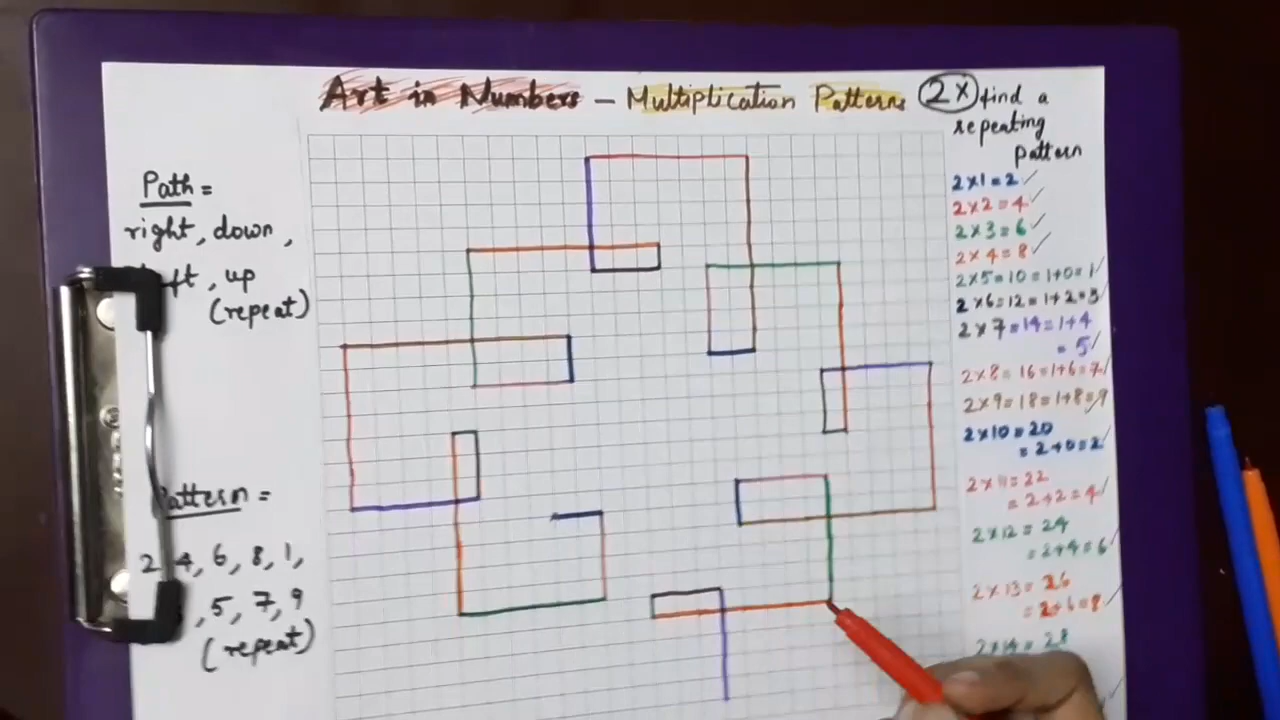 Art in Numbers - Multiplication Patterns 2x find a
repeating
pattern
Path =
right, down,
ft, up
(repeat)
Pattern =
2, 4, 6, 8, 1,
, 5, 7, 9
(repeat)
2x1=2 ✓
2x2=4 ✓
2x3=6 ✓
2x4=8 ✓
2x5=10=1+0=1 ✓
2x6=12=1+2=3 ✓
2x7=14=1+4
=5 ✓
2x8=16=1+6=7 ✓
2x9=18=1+8=9 ✓
2x10=20
=2+0=2 ✓
2x11=22
=2+2=4 ✓
2x12=24
=2+4=6 ✓
2x13=26
=2+6=8 ✓
2x14=28